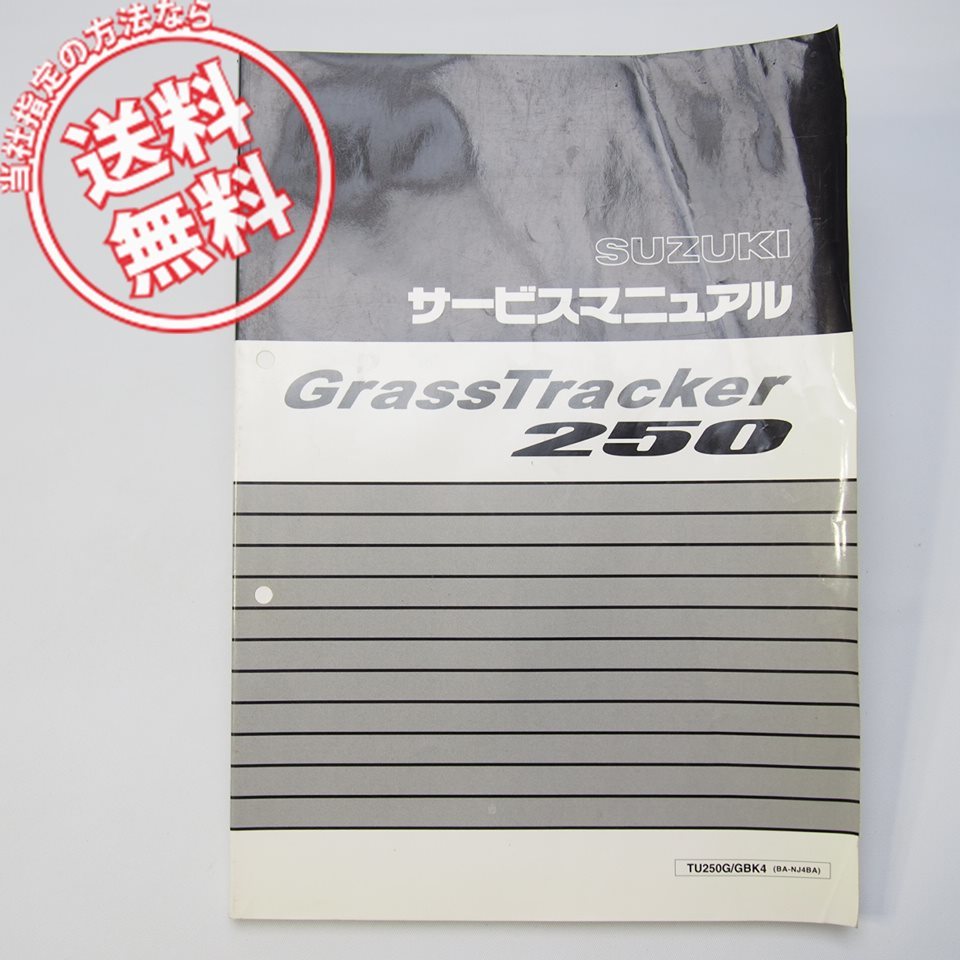 当社指定の方法なら
送料
無料
SUZUKI
サービスマニュアル
GrassTracker
250
TU250G/GBK4 (BA-NJ4BA)